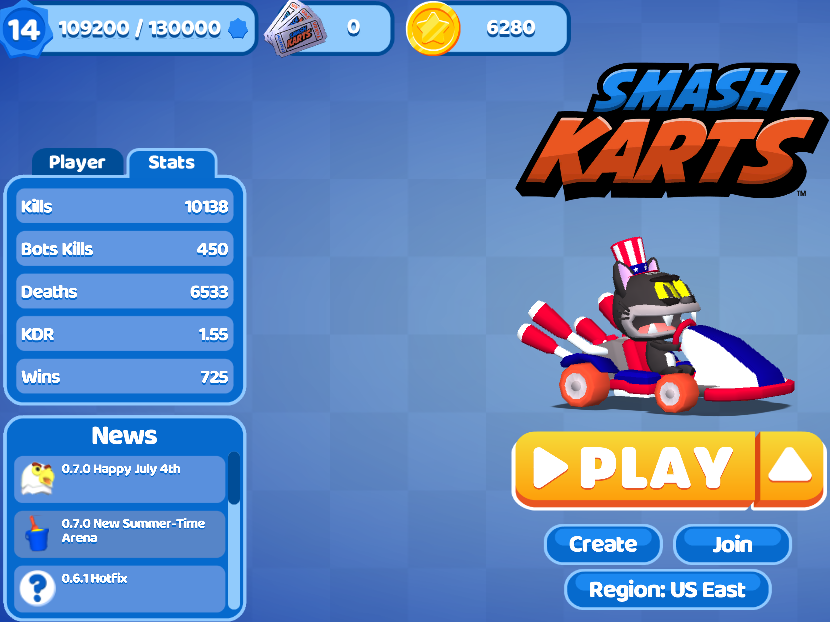 14
109200 / 130000
0
6280
SMASH
KARTS
TM
Player
Stats
Kills 10138
Bots Kills 450
Deaths 6533
KDR 1.55
Wins 725
News
0.7.0 Happy July 4th
0.7.0 New Summer-Time
Arena
?
0.6.1 Hotfix
PLAY
Create
Join
Region: US East